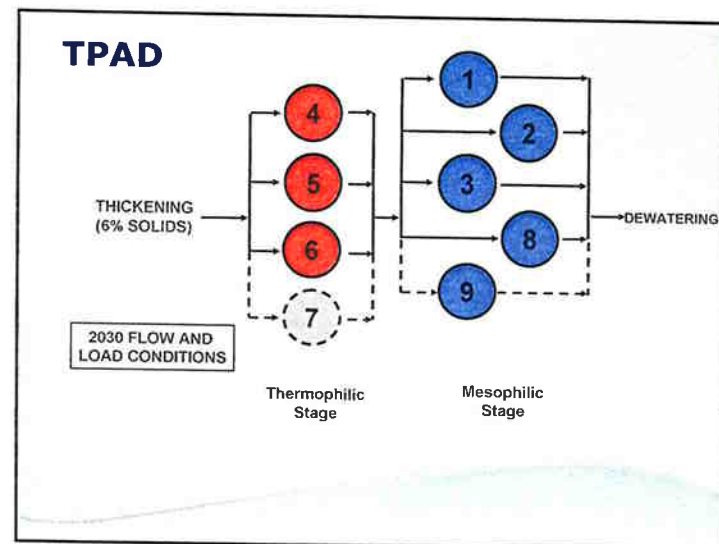 TPAD
1
4
2
5
3
THICKENING
(6% SOLIDS)
DEWATERING
6
8
9
7
2030 FLOW AND
LOAD CONDITIONS
Thermophilic
Stage
Mesophilic
Stage